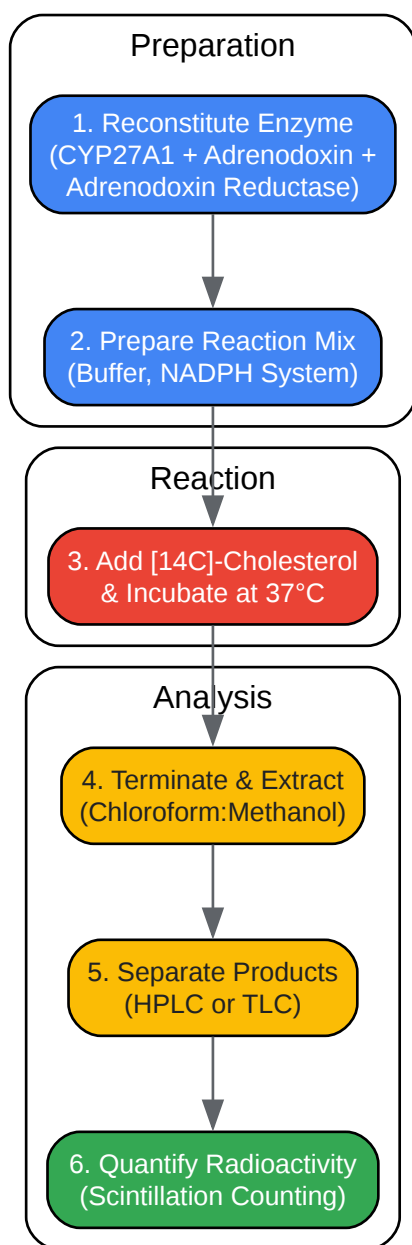 Preparation
1. Reconstitute Enzyme
(CYP27A1 + Adrenodoxin +
Adrenodoxin Reductase)
2. Prepare Reaction Mix
(Buffer, NADPH System)
Reaction
3. Add [14C]-Cholesterol
& Incubate at 37°C
Analysis
4. Terminate & Extract
(Chloroform:Methanol)
5. Separate Products
(HPLC or TLC)
6. Quantify Radioactivity
(Scintillation Counting)